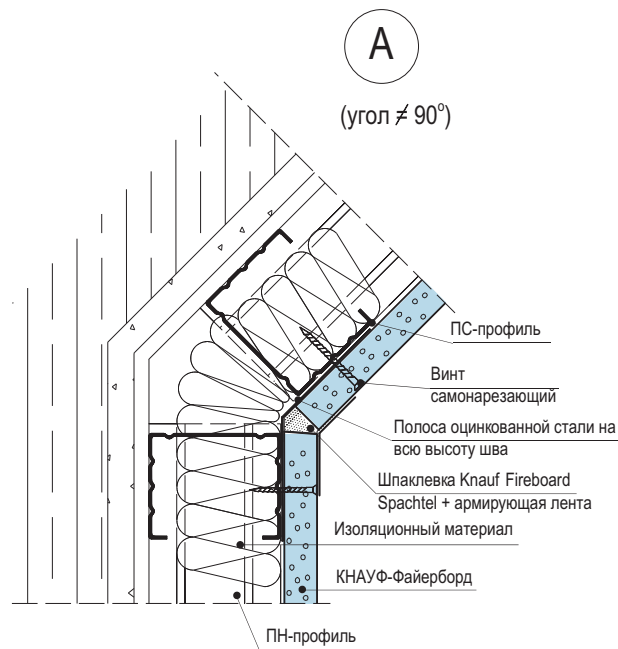 А
(угол ≠ 90°)
ПС-профиль
Винт
самонарезающий
Полоса оцинкованной стали на
всю высоту шва
Шпаклевка Knauf Fireboard
Spachtel + армирующая лента
Изоляционный материал
КНАУФ-Файерборд
ПН-профиль